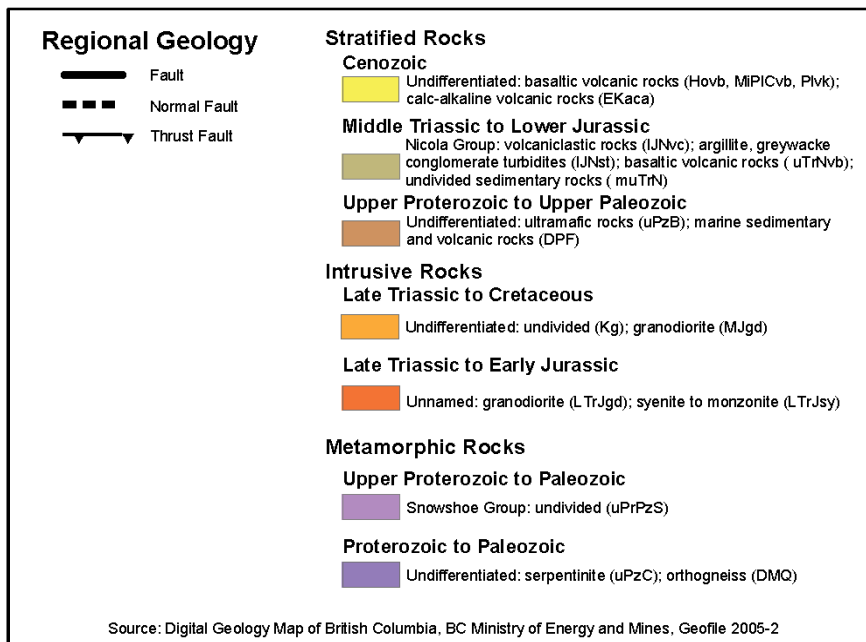 Regional Geology
Fault
Normal Fault
Thrust Fault
Stratified Rocks
Cenozoic
Undifferentiated: basaltic volcanic rocks (Hovb, MiPlCvb, Plvk);
calc-alkaline volcanic rocks (EKaca)
Middle Triassic to Lower Jurassic
Nicola Group: volcaniclastic rocks (lJNvc); argillite, greywacke
conglomerate turbidites (lJNst); basaltic volcanic rocks ( uTrNvb);
undivided sedimentary rocks ( muTrN)
Upper Proterozoic to Upper Paleozoic
Undifferentiated: ultramafic rocks (uPzB); marine sedimentary
and volcanic rocks (DPF)
Intrusive Rocks
Late Triassic to Cretaceous
Undifferentiated: undivided (Kg); granodiorite (MJgd)
Late Triassic to Early Jurassic
Unnamed: granodiorite (LTrJgd); syenite to monzonite (LTrJsy)
Metamorphic Rocks
Upper Proterozoic to Paleozoic
Snowshoe Group: undivided (uPrPzS)
Proterozoic to Paleozoic
Undifferentiated: serpentinite (uPzC); orthogneiss (DMQ)
Source: Digital Geology Map of British Columbia, BC Ministry of Energy and Mines, Geofile 2005-2